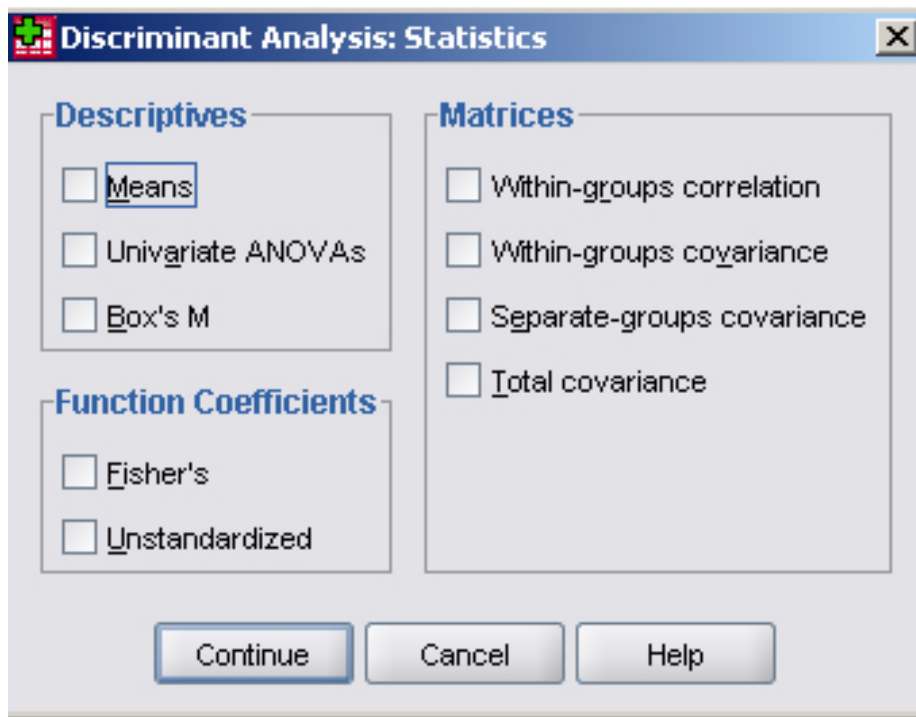 Discriminant Analysis: Statistics
Descriptives
Means
Univariate ANOVAs
Box's M
Function Coefficients
Fisher's
Unstandardized
Matrices
Within-groups correlation
Within-groups covariance
Separate-groups covariance
Total covariance
Continue
Cancel
Help